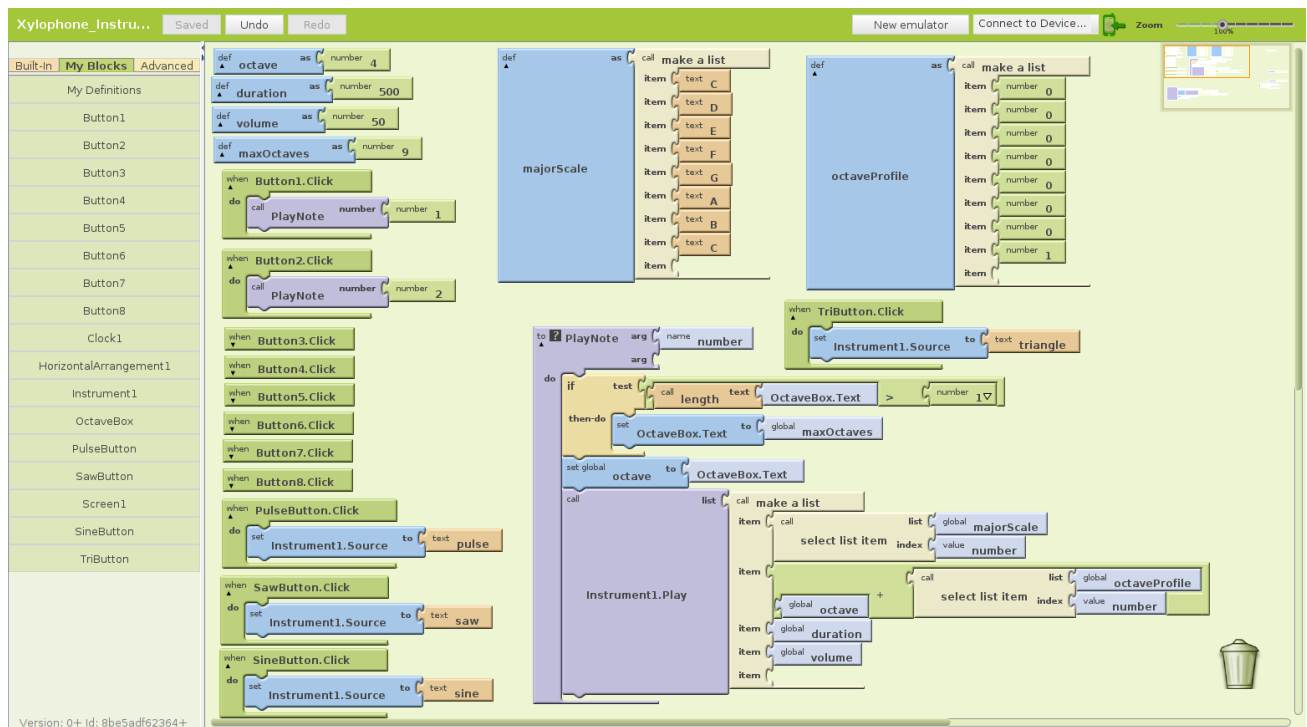 Xylophone_Instru...
Saved
Undo
Redo
New emulator
Connect to Device...
Zoom
100%
Built-In
My Blocks
Advanced
My Definitions
Button1
Button2
Button3
Button4
Button5
Button6
Button7
Button8
Clock1
HorizontalArrangement1
Instrument1
OctaveBox
PulseButton
SawButton
Screen1
SineButton
TriButton
Version: 0+ Id: 8be5adf62364+
def octave as number 4
def duration as number 500
def volume as number 50
def maxOctaves as number 9
when Button1.Click
do call PlayNote number number 1
when Button2.Click
do call PlayNote number number 2
when Button3.Click
when Button4.Click
when Button5.Click
when Button6.Click
when Button7.Click
when Button8.Click
when PulseButton.Click
do set Instrument1.Source to text pulse
when SawButton.Click
do set Instrument1.Source to text saw
when SineButton.Click
do set Instrument1.Source to text sine
def majorScale as call make a list
item text C
item text D
item text E
item text F
item text G
item text A
item text B
item text C
item
def octaveProfile as call make a list
item number 0
item number 0
item number 0
item number 0
item number 0
item number 0
item number 0
item number 1
item
when TriButton.Click
do set Instrument1.Source to text triangle
to ? PlayNote arg name number
arg
do if test call length text OctaveBox.Text > number 1
then-do set OctaveBox.Text to global maxOctaves
set global octave to OctaveBox.Text
call Instrument1.Play list call make a list
item call select list item list global majorScale
index value number
item global octave + call select list item list global octaveProfile
index value number
item global duration
item global volume
item